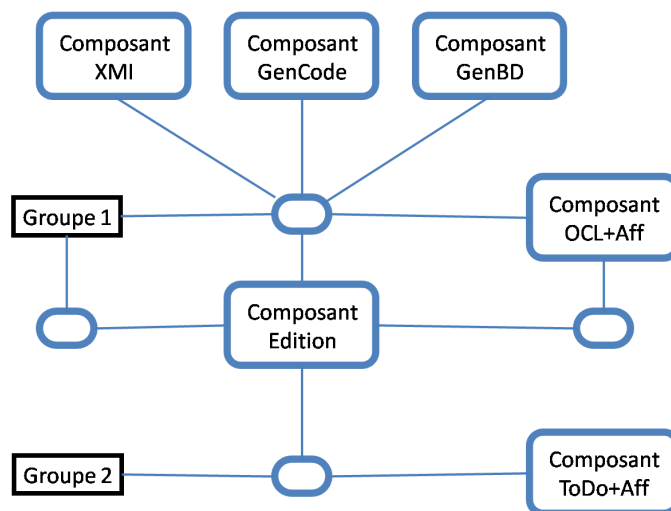 Composant
XMI
Composant
GenCode
Composant
GenBD
Groupe 1
Composant
OCL+Aff
Composant
Edition
Groupe 2
Composant
ToDo+Aff